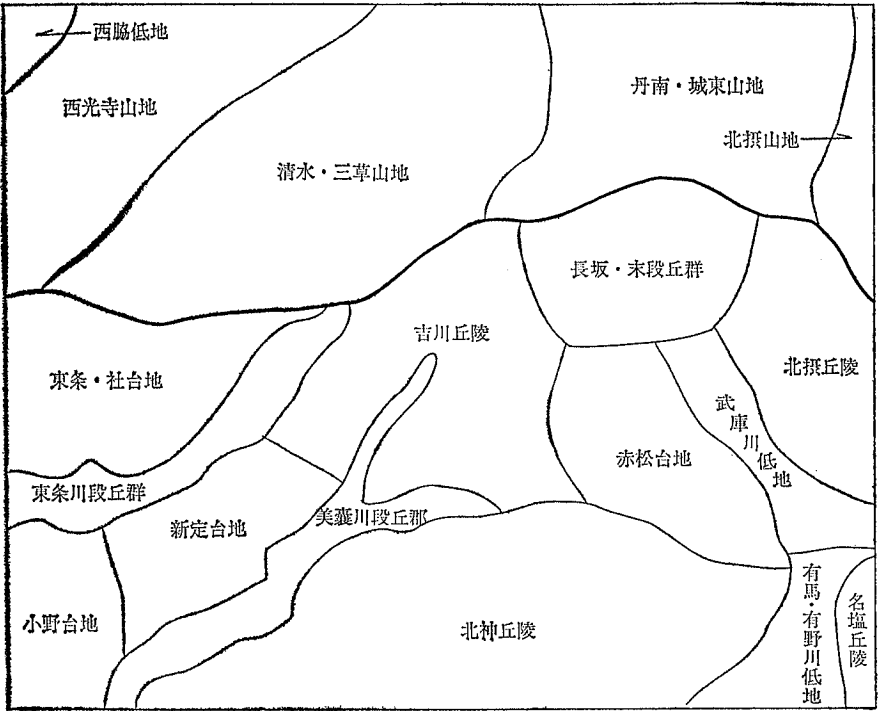 西脇低地
西光寺山地
丹南・城東山地
北摂山地
清水・三草山地
長坂・末段丘群
吉川丘陵
東条・社台地
北摂丘陵
武庫川低地
赤松台地
東条川段丘群
新定台地
美嚢川段丘郡
小野台地
北神丘陵
有馬・有野川低地
名塩丘陵